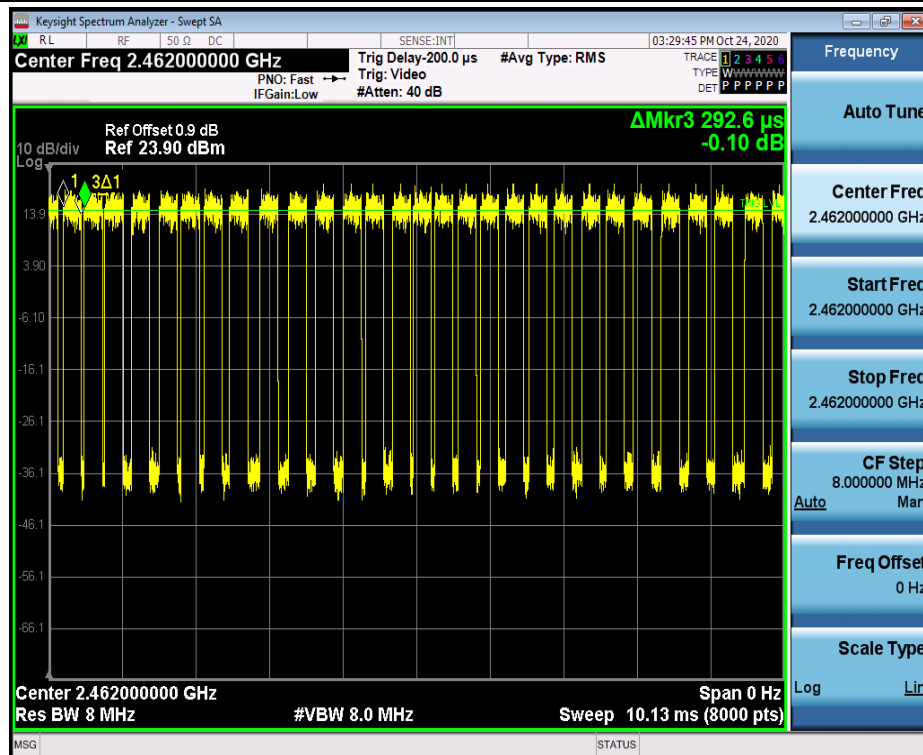 Keysight Spectrum Analyzer - Swept SA
LXI RL RF 50 Ω DC SENSE:INT 03:29:45 PM Oct 24, 2020
Center Freq 2.462000000 GHz
PNO: Fast
IFGain:Low
Trig Delay-200.0 µs
Trig: Video
#Atten: 40 dB
#Avg Type: RMS
TRACE 1 2 3 4 5 6
TYPE WWWWWW
DET P P P P P P
Ref Offset 0.9 dB
10 dB/div Ref 23.90 dBm
Log
ΔMkr3 292.6 µs
-0.10 dB
1 3Δ1
TRIG LVL
13.9
3.90
-6.10
-16.1
-26.1
-36.1
-46.1
-56.1
-66.1
Center 2.462000000 GHz Span 0 Hz
Res BW 8 MHz #VBW 8.0 MHz Sweep 10.13 ms (8000 pts)
MSG STATUS
Frequency
Auto Tune
Center Freq
2.462000000 GHz
Start Freq
2.462000000 GHz
Stop Freq
2.462000000 GHz
CF Step
8.000000 MHz
Auto Man
Freq Offset
0 Hz
Scale Type
Log Lin